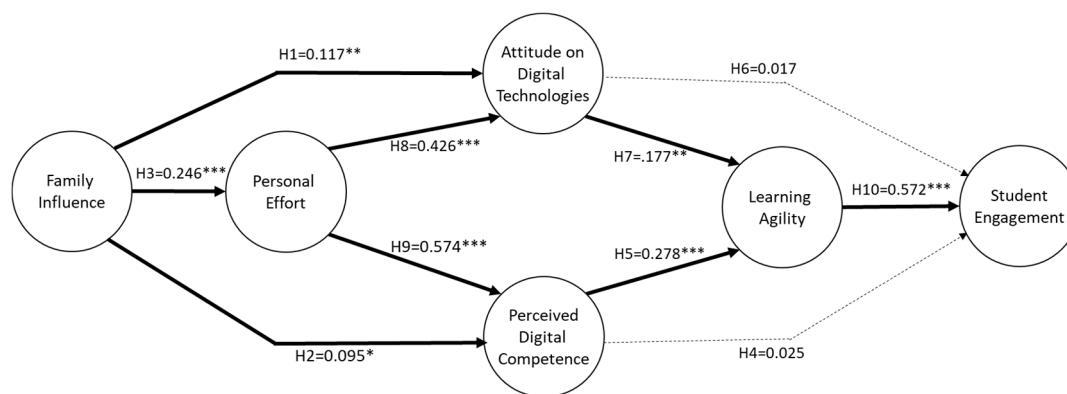 H1=0.117**
Attitude on
Digital
Technologies
H6=0.017
H8=0.426***
H7=.177**
Family
Influence
H3=0.246***
Personal
Effort
Learning
Agility
H10=0.572***
Student
Engagement
H9=0.574***
H5=0.278***
Perceived
Digital
Competence
H2=0.095*
H4=0.025